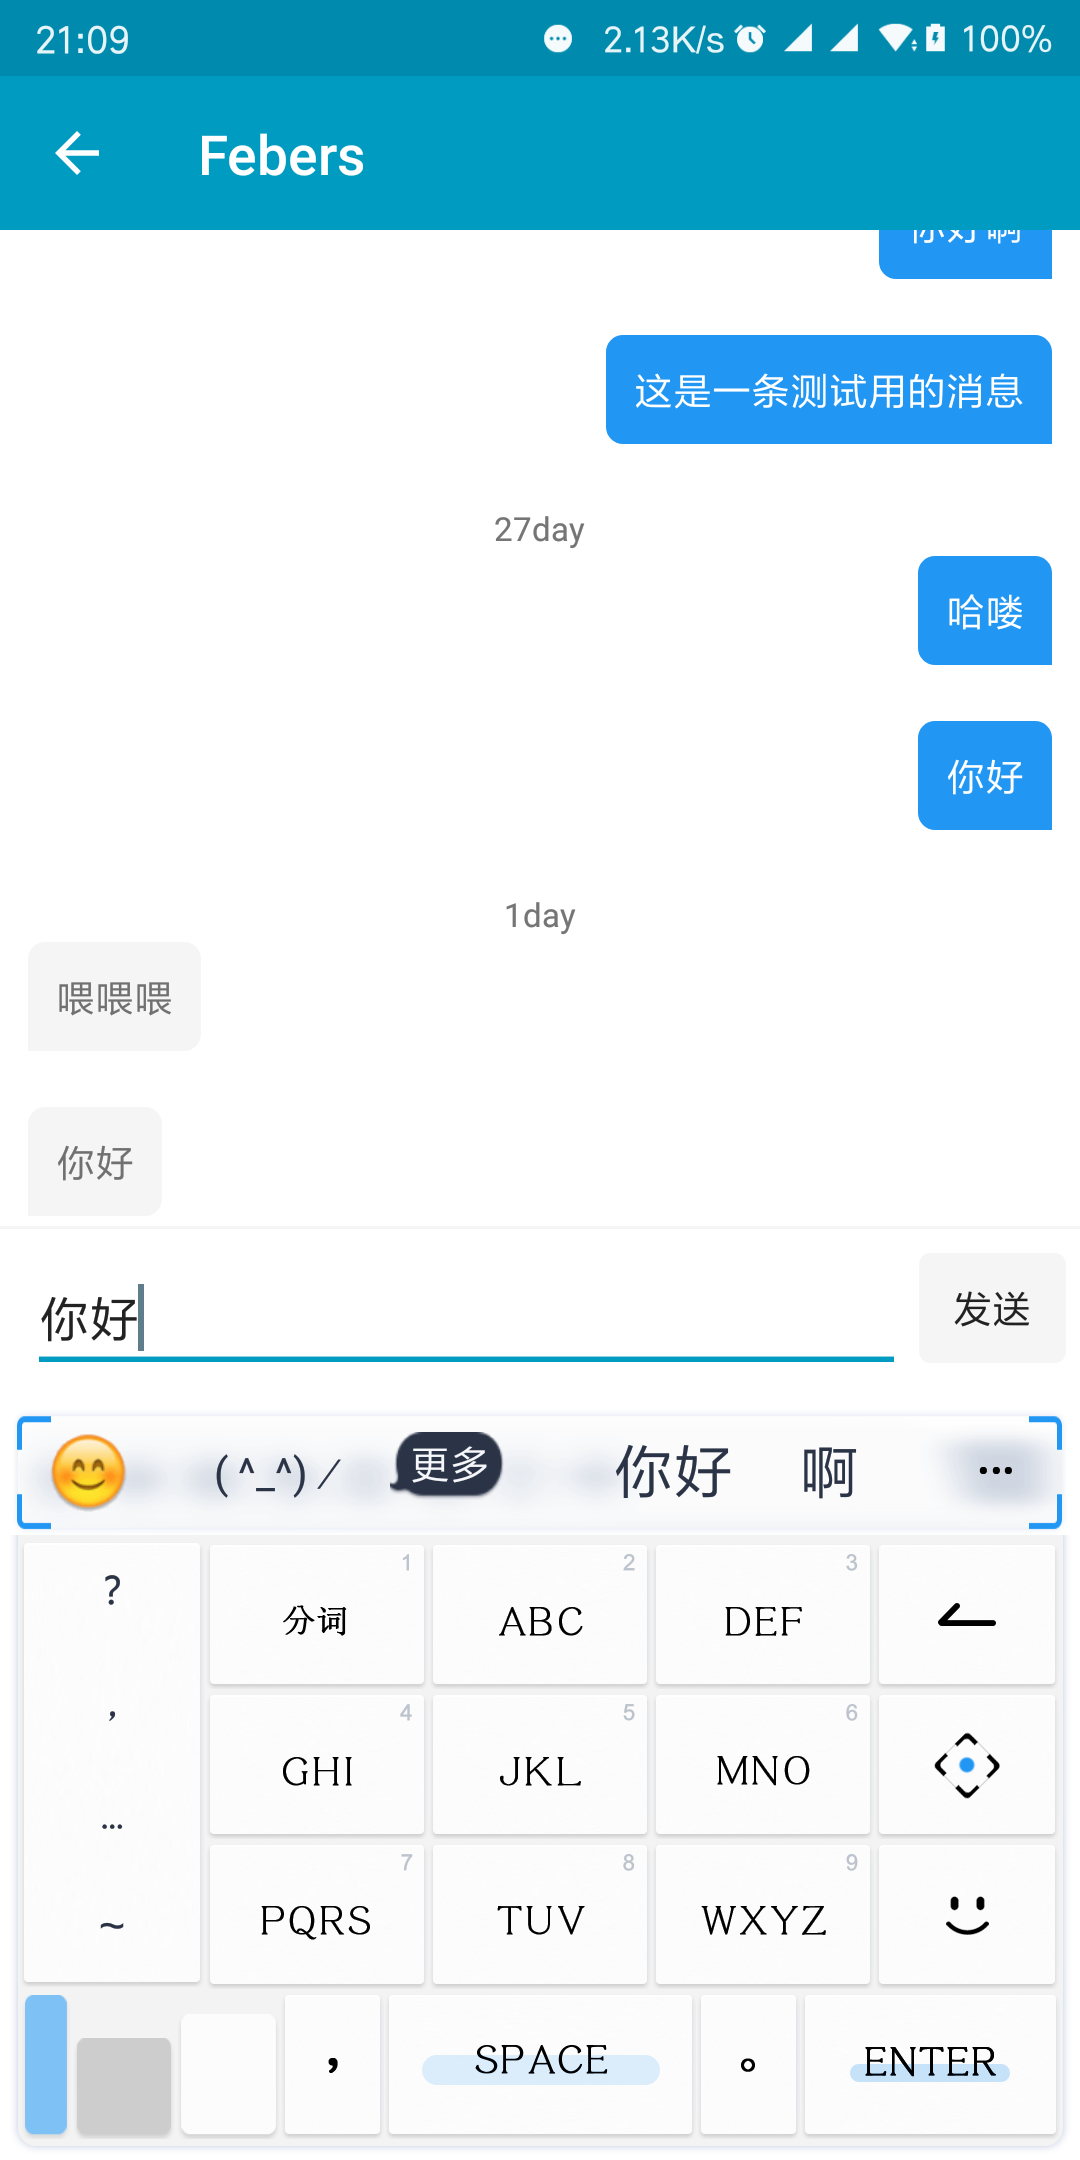 21:09
2.13K/s
100%
Febers
你好啊
这是一条测试用的消息
27day
哈喽
你好
1day
喂喂喂
你好
你好
发送
(^_^)/
更多
你好
啊
...
?
1
分词
2
ABC
3
DEF
,
4
GHI
5
JKL
6
MNO
...
7
PQRS
8
TUV
9
WXYZ
~
,
SPACE
。
ENTER